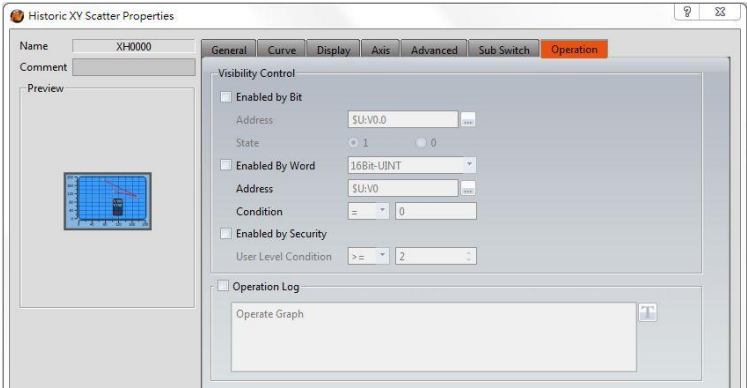 Historic XY Scatter Properties
Name XH0000
Comment
Preview
General Curve Display Axis Advanced Sub Switch Operation
Visibility Control
Enabled by Bit
Address $U:V0.0 ...
State 1 0
Enabled By Word 16Bit-UINT
Address $U:V0 ...
Condition = 0
Enabled by Security
User Level Condition >= 2
Operation Log
Operate Graph T